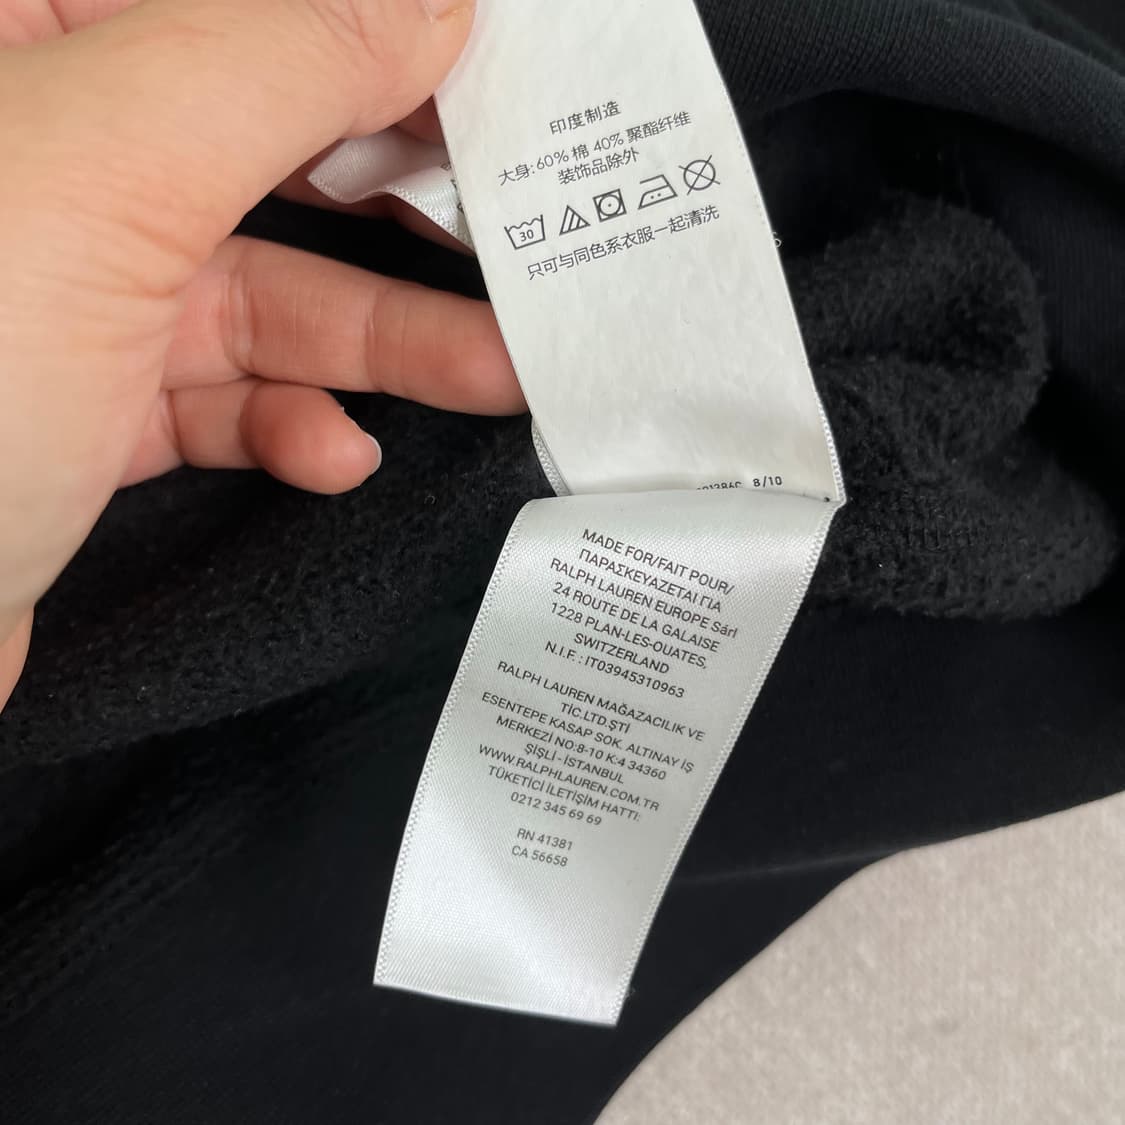 印度制造
大身: 60% 棉 40% 聚酯纤维
装饰品除外
30
只可与同色系衣服一起清洗
8/10
MADE FOR/FAIT POUR/
ΠΑΡΑΣΚΕΥΑΖΕΤΑΙ ΓΙΑ
RALPH LAUREN EUROPE Sàrl
24 ROUTE DE LA GALAISE
1228 PLAN-LES-OUATES,
SWITZERLAND
N.I.F. : IT03945310963
RALPH LAUREN MAĞAZACILIK VE
TİC.LTD.ŞTİ
ESENTEPE KASAP SOK. ALTINAY İŞ
MERKEZİ NO:8-10 K:4 34360
ŞİŞLİ - İSTANBUL
WWW.RALPHLAUREN.COM.TR
TÜKETİCİ İLETİŞİM HATTI:
0212 345 69 69
RN 41381
CA 56658